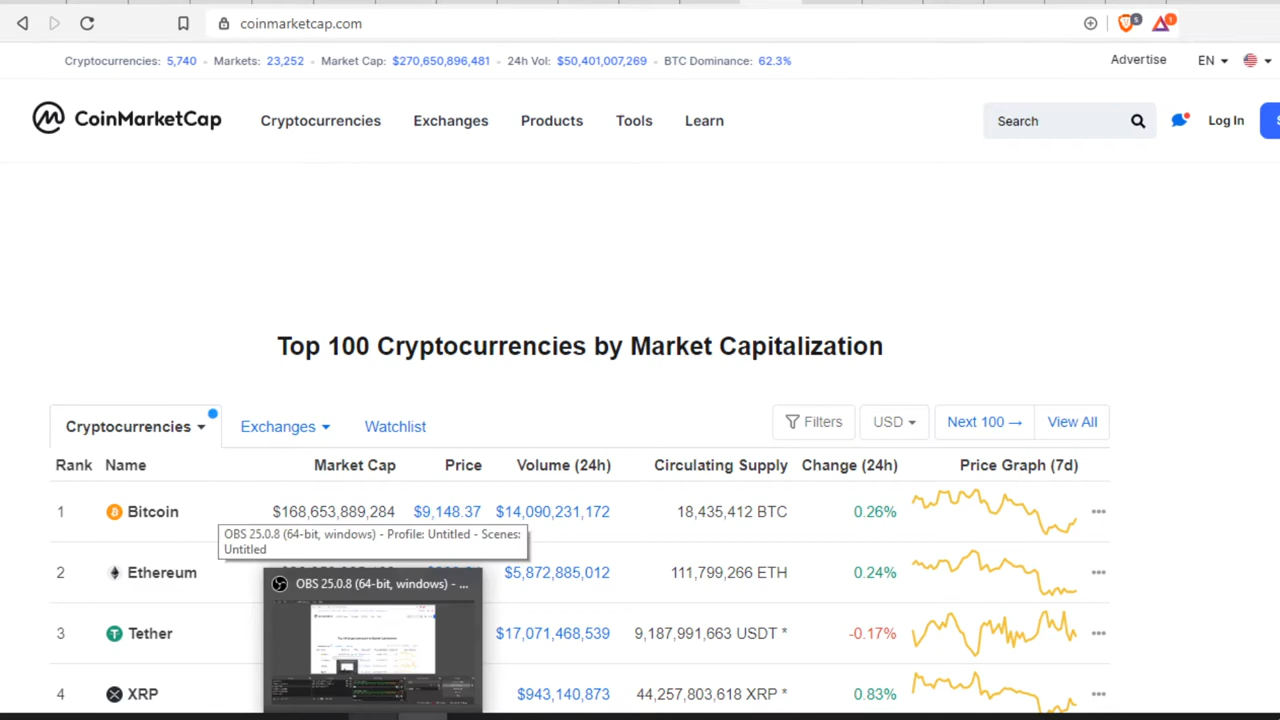 coinmarketcap.com
5
1
Cryptocurrencies: 5,740 Markets: 23,252 Market Cap: $270,650,896,481 24h Vol: $50,401,007,269 BTC Dominance: 62.3% Advertise EN
CoinMarketCap Cryptocurrencies Exchanges Products Tools Learn Search Log In
Top 100 Cryptocurrencies by Market Capitalization
Cryptocurrencies Exchanges Watchlist Filters USD Next 100 → View All
Rank Name Market Cap Price Volume (24h) Circulating Supply Change (24h) Price Graph (7d)
1 Bitcoin $168,653,889,284 $9,148.37 $14,090,231,172 18,435,412 BTC 0.26%
OBS 25.0.8 (64-bit, windows) - Profile: Untitled - Scenes:
Untitled
2 Ethereum $5,872,885,012 111,799,266 ETH 0.24%
OBS 25.0.8 (64-bit, windows) - ...
3 Tether $17,071,468,539 9,187,991,663 USDT * -0.17%
4 XRP $943,140,873 44,257,803,618 XRP * 0.83%